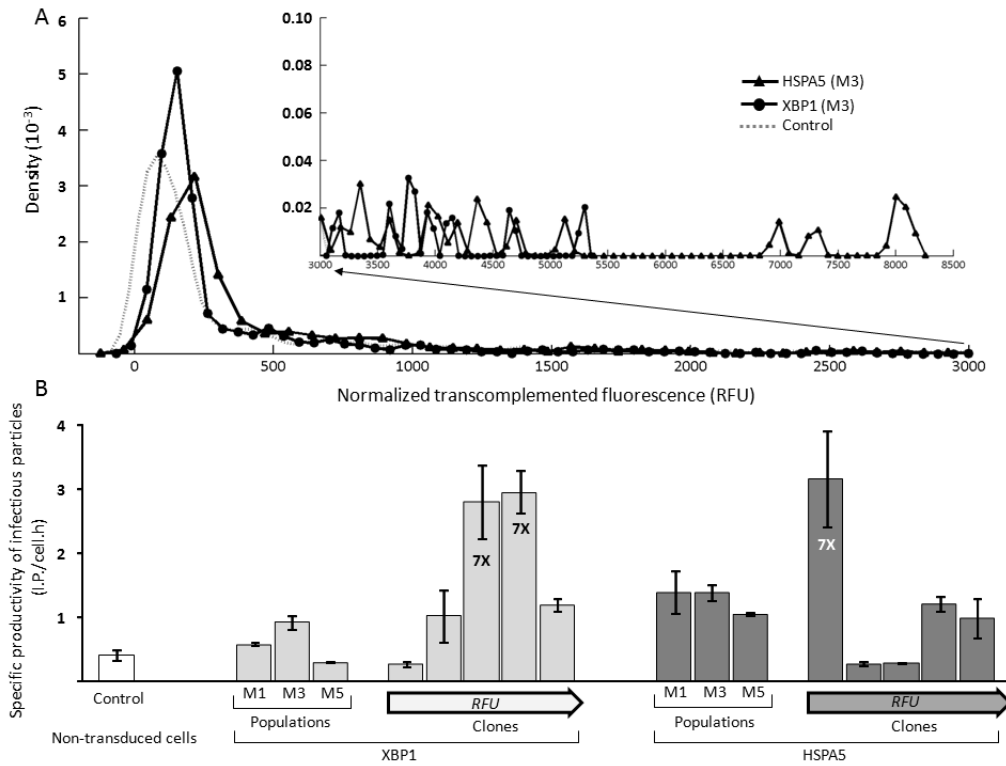 A
6
5
4
3
2
1
Density (10⁻³)
0.10
0.08
0.06
0.04
0.02
3000 3500 4000 4500 5000 5500 6000 6500 7000 7500 8000 8500
HSPA5 (M3)
XBP1 (M3)
Control
0 500 1000 1500 2000 2500 3000
Normalized transcomplemented fluorescence (RFU)
B
Specific productivity of infectious particles
(I.P./cell.h)
4
3
2
1
7X 7X 7X
Control M1 M3 M5 RFU M1 M3 M5 RFU
Populations Clones Populations Clones
Non-transduced cells XBP1 HSPA5